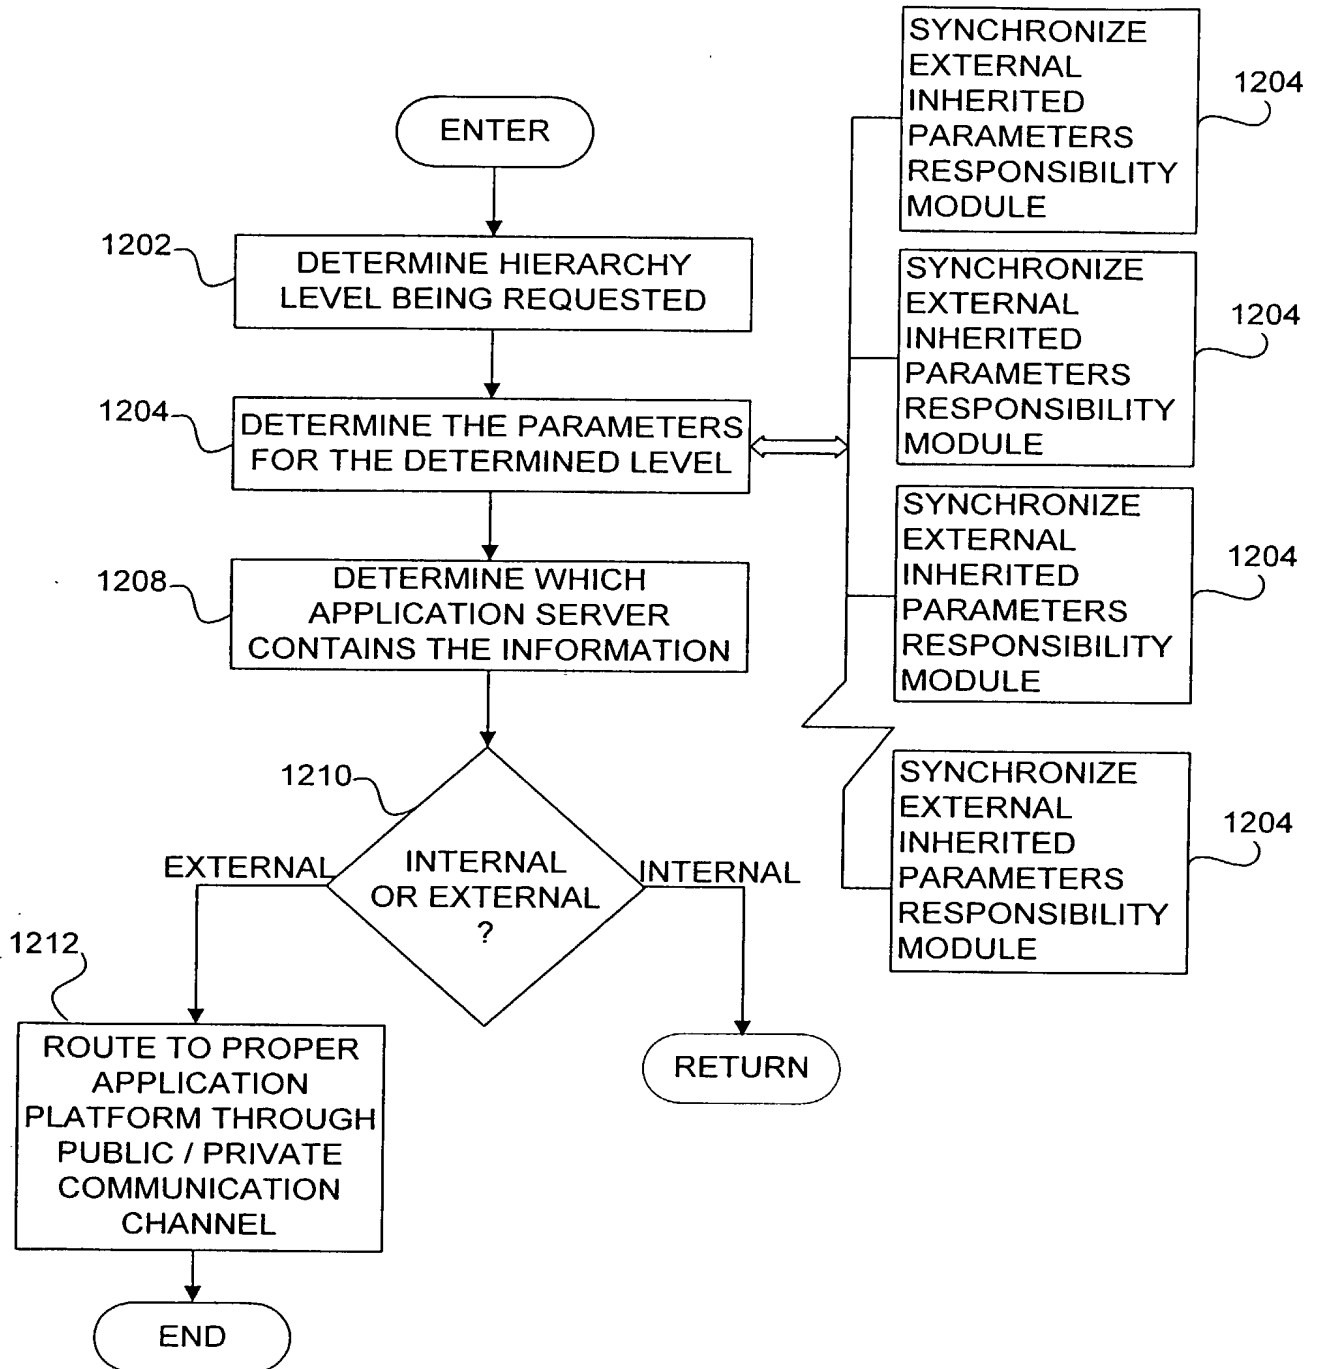 ENTER
1202
DETERMINE HIERARCHY
LEVEL BEING REQUESTED
1204
DETERMINE THE PARAMETERS
FOR THE DETERMINED LEVEL
1208
DETERMINE WHICH
APPLICATION SERVER
CONTAINS THE INFORMATION
1210
INTERNAL
OR EXTERNAL
?
EXTERNAL
INTERNAL
1212
ROUTE TO PROPER
APPLICATION
PLATFORM THROUGH
PUBLIC / PRIVATE
COMMUNICATION
CHANNEL
END
RETURN
SYNCHRONIZE
EXTERNAL
INHERITED
PARAMETERS
RESPONSIBILITY
MODULE
1204
SYNCHRONIZE
EXTERNAL
INHERITED
PARAMETERS
RESPONSIBILITY
MODULE
1204
SYNCHRONIZE
EXTERNAL
INHERITED
PARAMETERS
RESPONSIBILITY
MODULE
1204
SYNCHRONIZE
EXTERNAL
INHERITED
PARAMETERS
RESPONSIBILITY
MODULE
1204